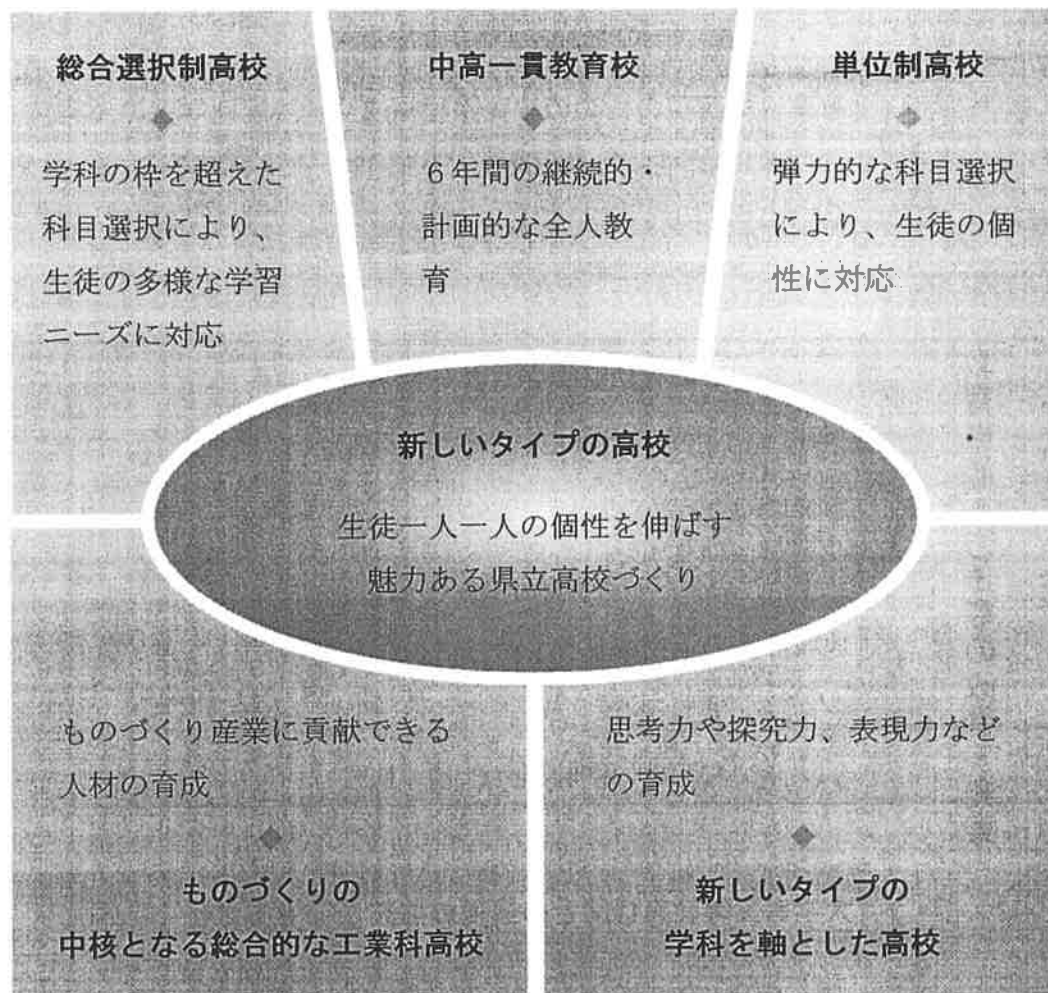 総合選択制高校
学科の枠を超えた
科目選択により、
生徒の多様な学習
ニーズに対応
中高一貫教育校
6年間の継続的・
計画的な全人教
育
単位制高校
弾力的な科目選択
により、生徒の個
性に対応
新しいタイプの高校
生徒一人一人の個性を伸ばす
魅力ある県立高校づくり
ものづくり産業に貢献できる
人材の育成
ものづくりの
中核となる総合的な工業科高校
思考力や探究力、表現力など
の育成
新しいタイプの
学科を軸とした高校